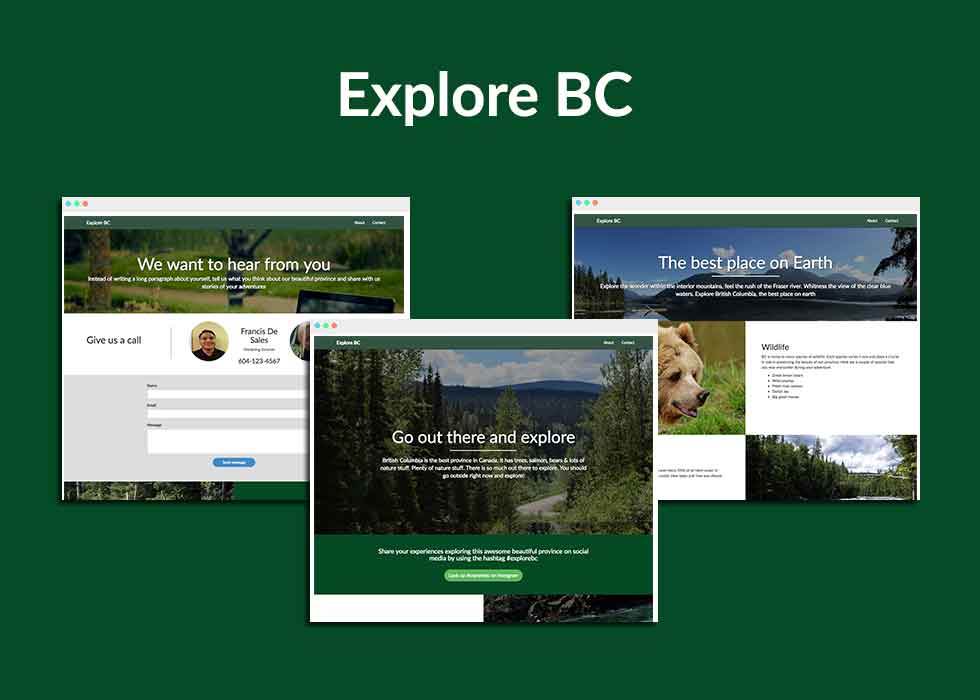 Explore BC
Explore BC
About Contact
We want to hear from you
Instead of writing a long paragraph about yourself, tell us what you think about our beautiful province and share with us
stories of your adventures
Give us a call
Francis De
Sales
Marketing Director
604-123-4567
Name
Email
Message
Send message
Explore BC
About Contact
Go out there and explore
British Columbia is the best province in Canada. It has trees, salmon, bears & lots of
nature stuff. Plenty of nature stuff. There is so much out there to explore. You should
go outside right now and explore!
Share your experiences exploring this awesome beautiful province on social
media by using the hashtag #explorebc
Look up #explorebc on Instagram
Explore BC
About Contact
The best place on Earth
Explore the wonder within the interior mountains, feel the rush of the Fraser river. Whitness the view of the clear blue
waters. Explore British Columbia, the best place on earth
Wildlife